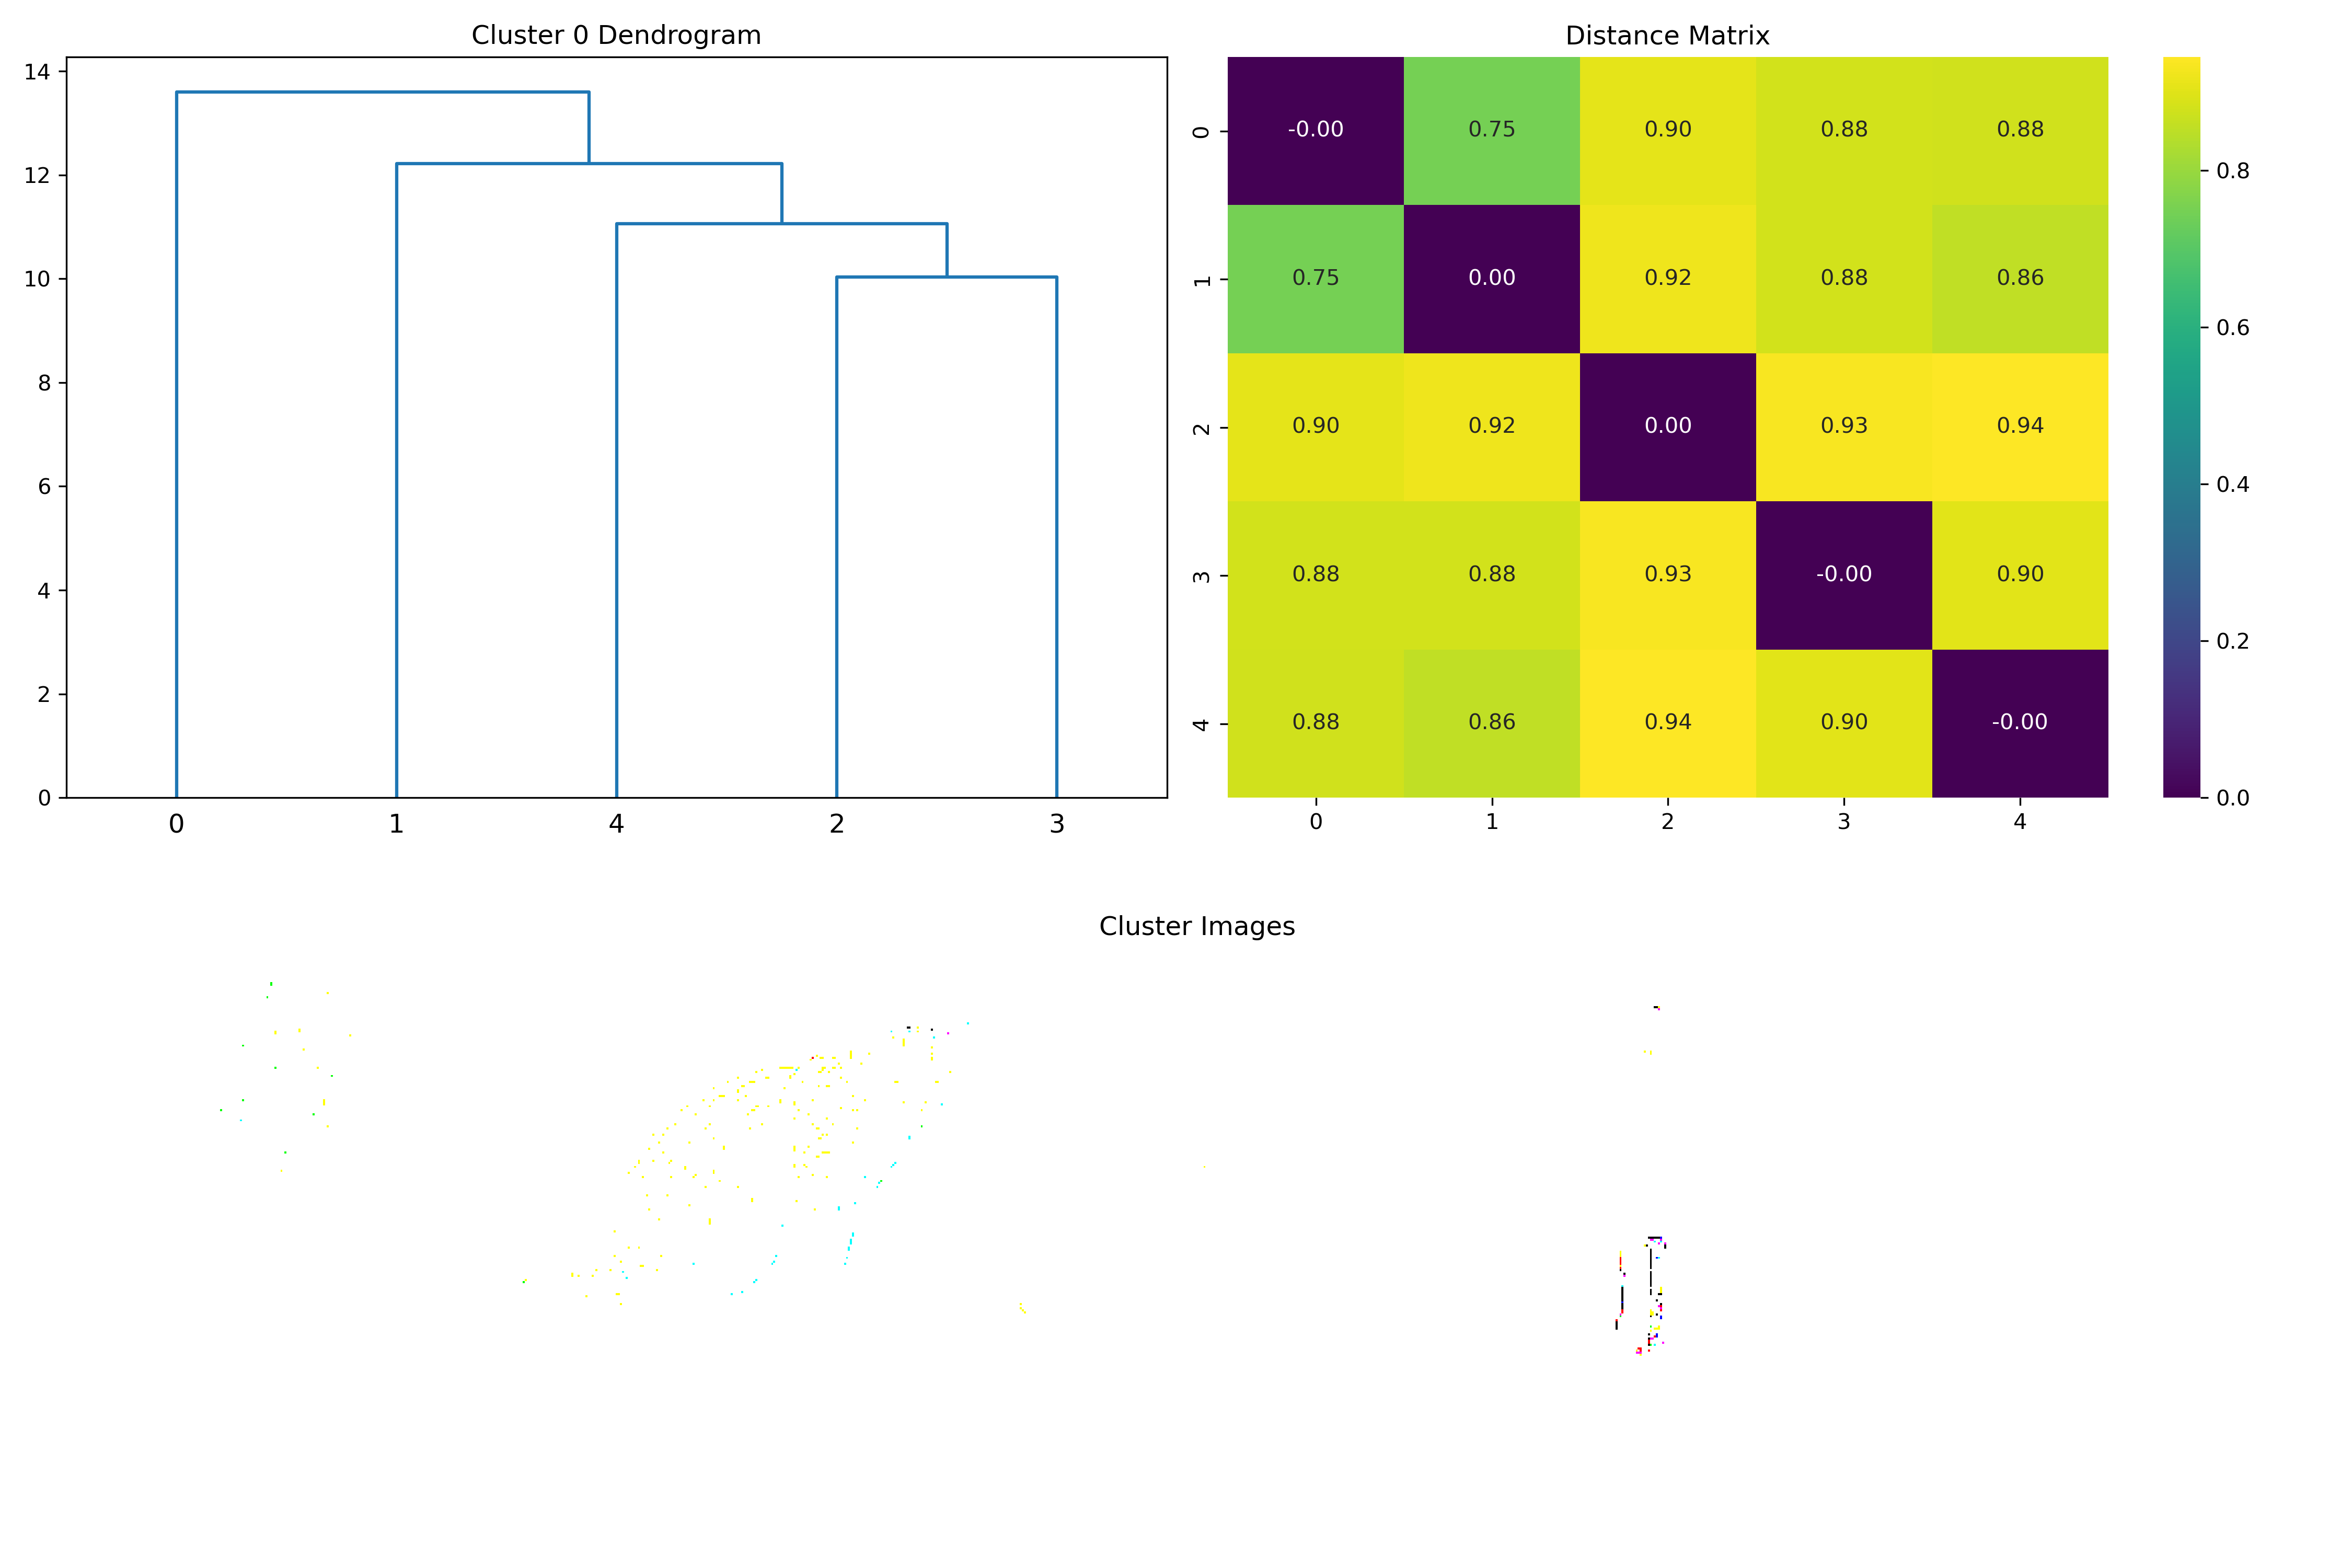 Cluster 0 Dendrogram
14
12
10
8
6
4
2
0
0 1 4 2 3
Distance Matrix
0 -0.00 0.75 0.90 0.88 0.88
1 0.75 0.00 0.92 0.88 0.86
2 0.90 0.92 0.00 0.93 0.94
3 0.88 0.88 0.93 -0.00 0.90
4 0.88 0.86 0.94 0.90 -0.00
0 1 2 3 4
0.8
0.6
0.4
0.2
0.0
Cluster Images